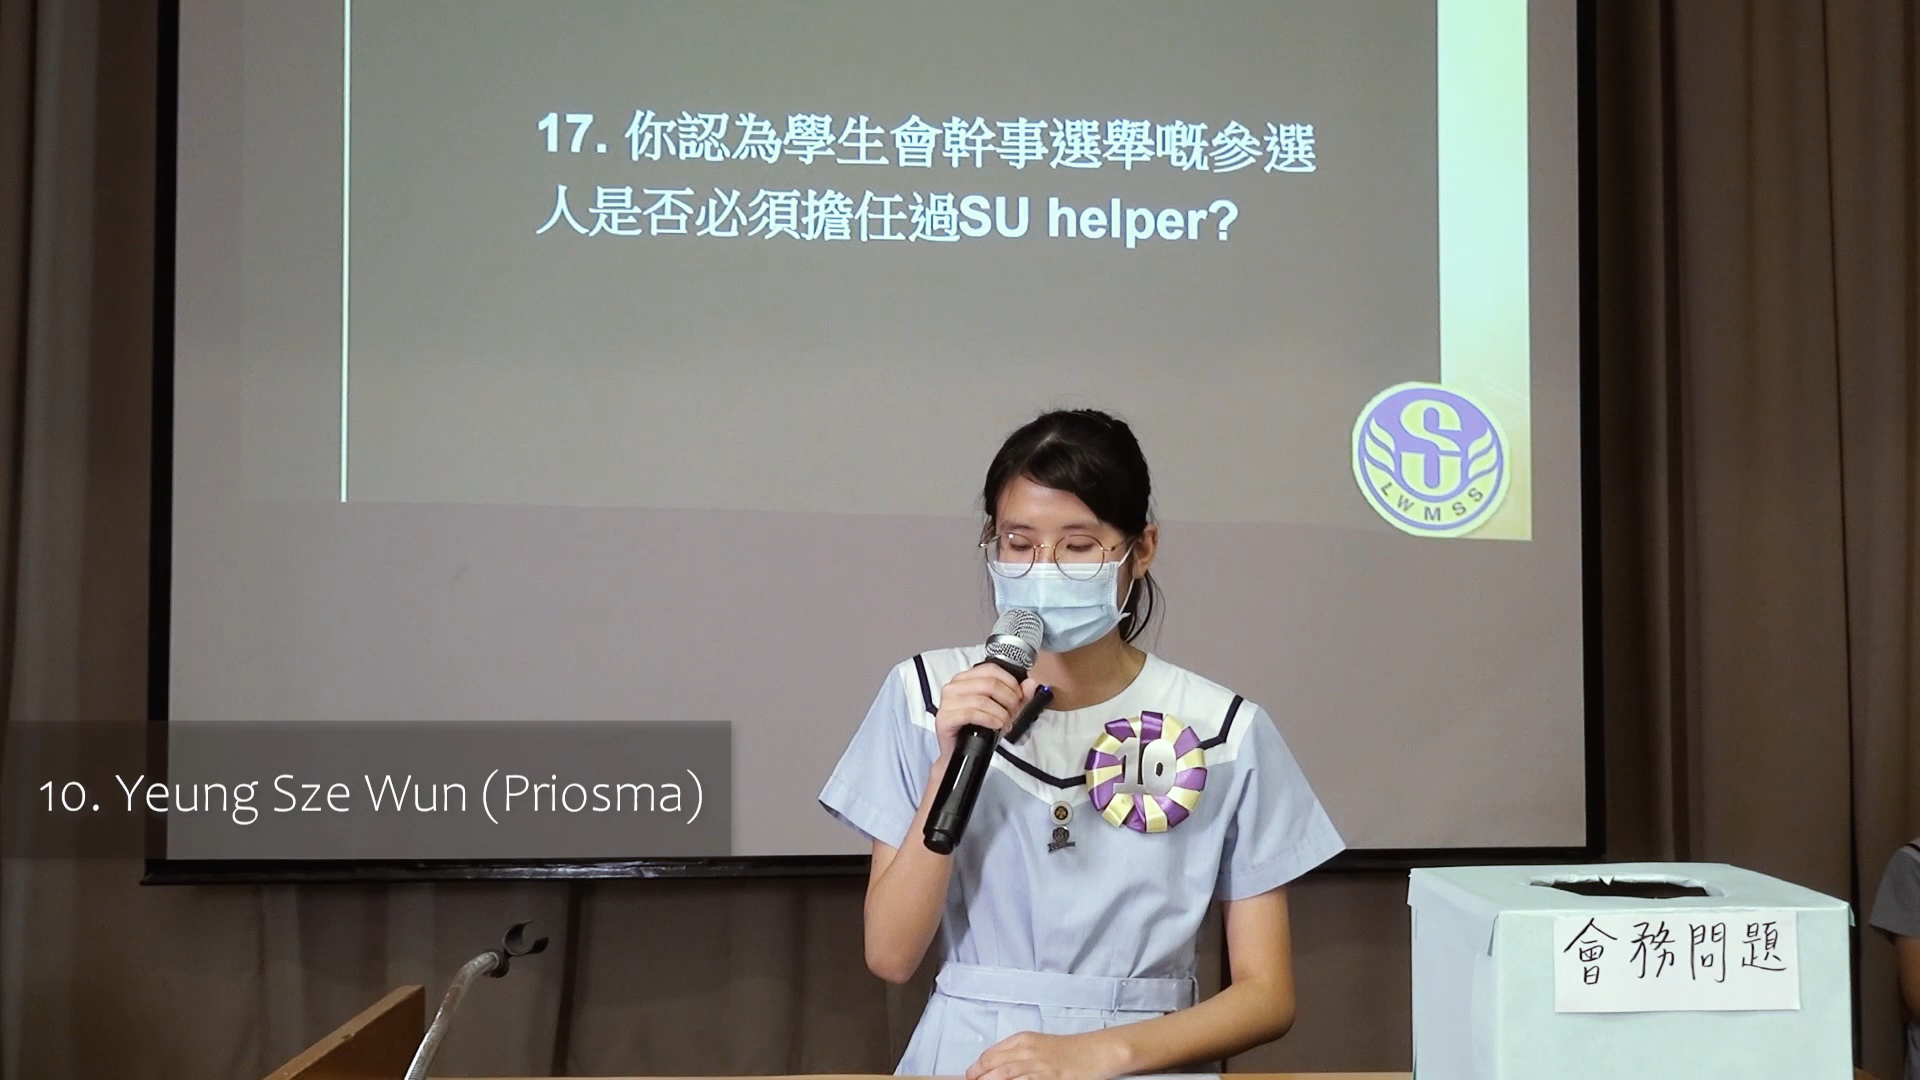 17. 你認為學生會幹事選舉嘅參選
人是否必須擔任過SU helper?
SU
LWMSS
10
10. Yeung Sze Wun (Priosma)
會務問題